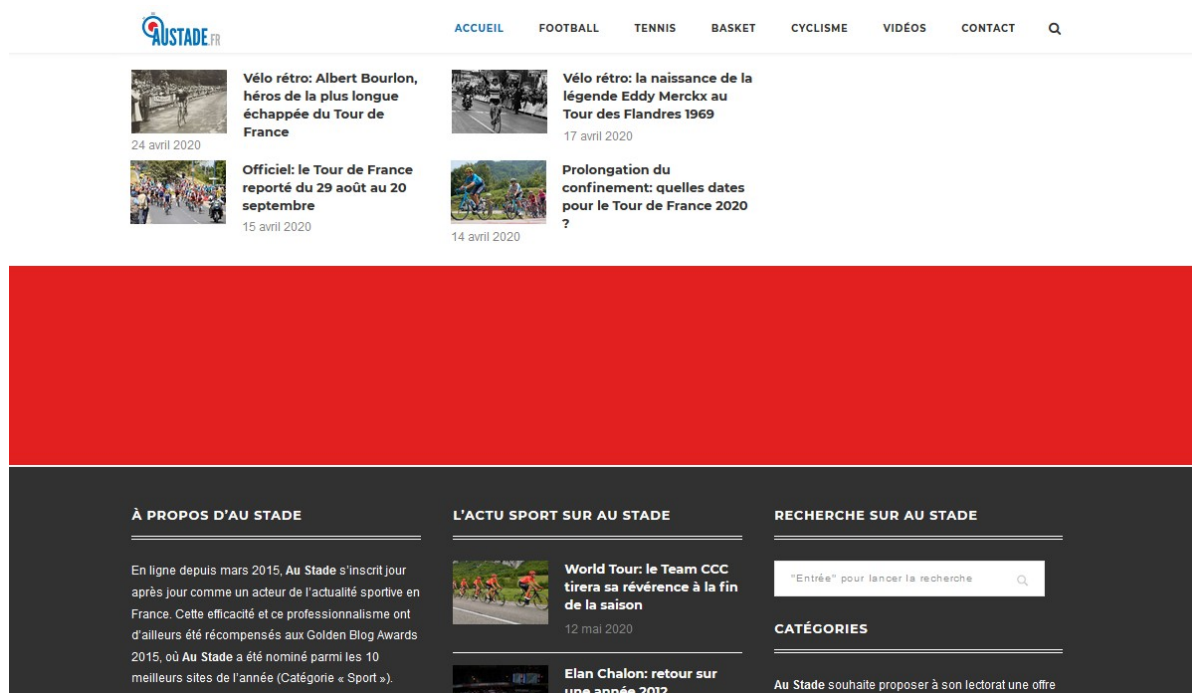 AUSTADE.FR
ACCUEIL FOOTBALL TENNIS BASKET CYCLISME VIDÉOS CONTACT
Vélo rétro: Albert Bourlon,
héros de la plus longue
échappée du Tour de
France
24 avril 2020
Vélo rétro: la naissance de la
légende Eddy Merckx au
Tour des Flandres 1969
17 avril 2020
Officiel: le Tour de France
reporté du 29 août au 20
septembre
15 avril 2020
Prolongation du
confinement: quelles dates
pour le Tour de France 2020
?
14 avril 2020
À PROPOS D'AU STADE
En ligne depuis mars 2015, Au Stade s'inscrit jour
après jour comme un acteur de l'actualité sportive en
France. Cette efficacité et ce professionnalisme ont
d'ailleurs été récompensés aux Golden Blog Awards
2015, où Au Stade a été nominé parmi les 10
meilleurs sites de l'année (Catégorie « Sport »).
L'ACTU SPORT SUR AU STADE
World Tour: le Team CCC
tirera sa révérence à la fin
de la saison
12 mai 2020
Elan Chalon: retour sur
une année 2012
RECHERCHE SUR AU STADE
"Entrée" pour lancer la recherche
CATÉGORIES
Au Stade souhaite proposer à son lectorat une offre